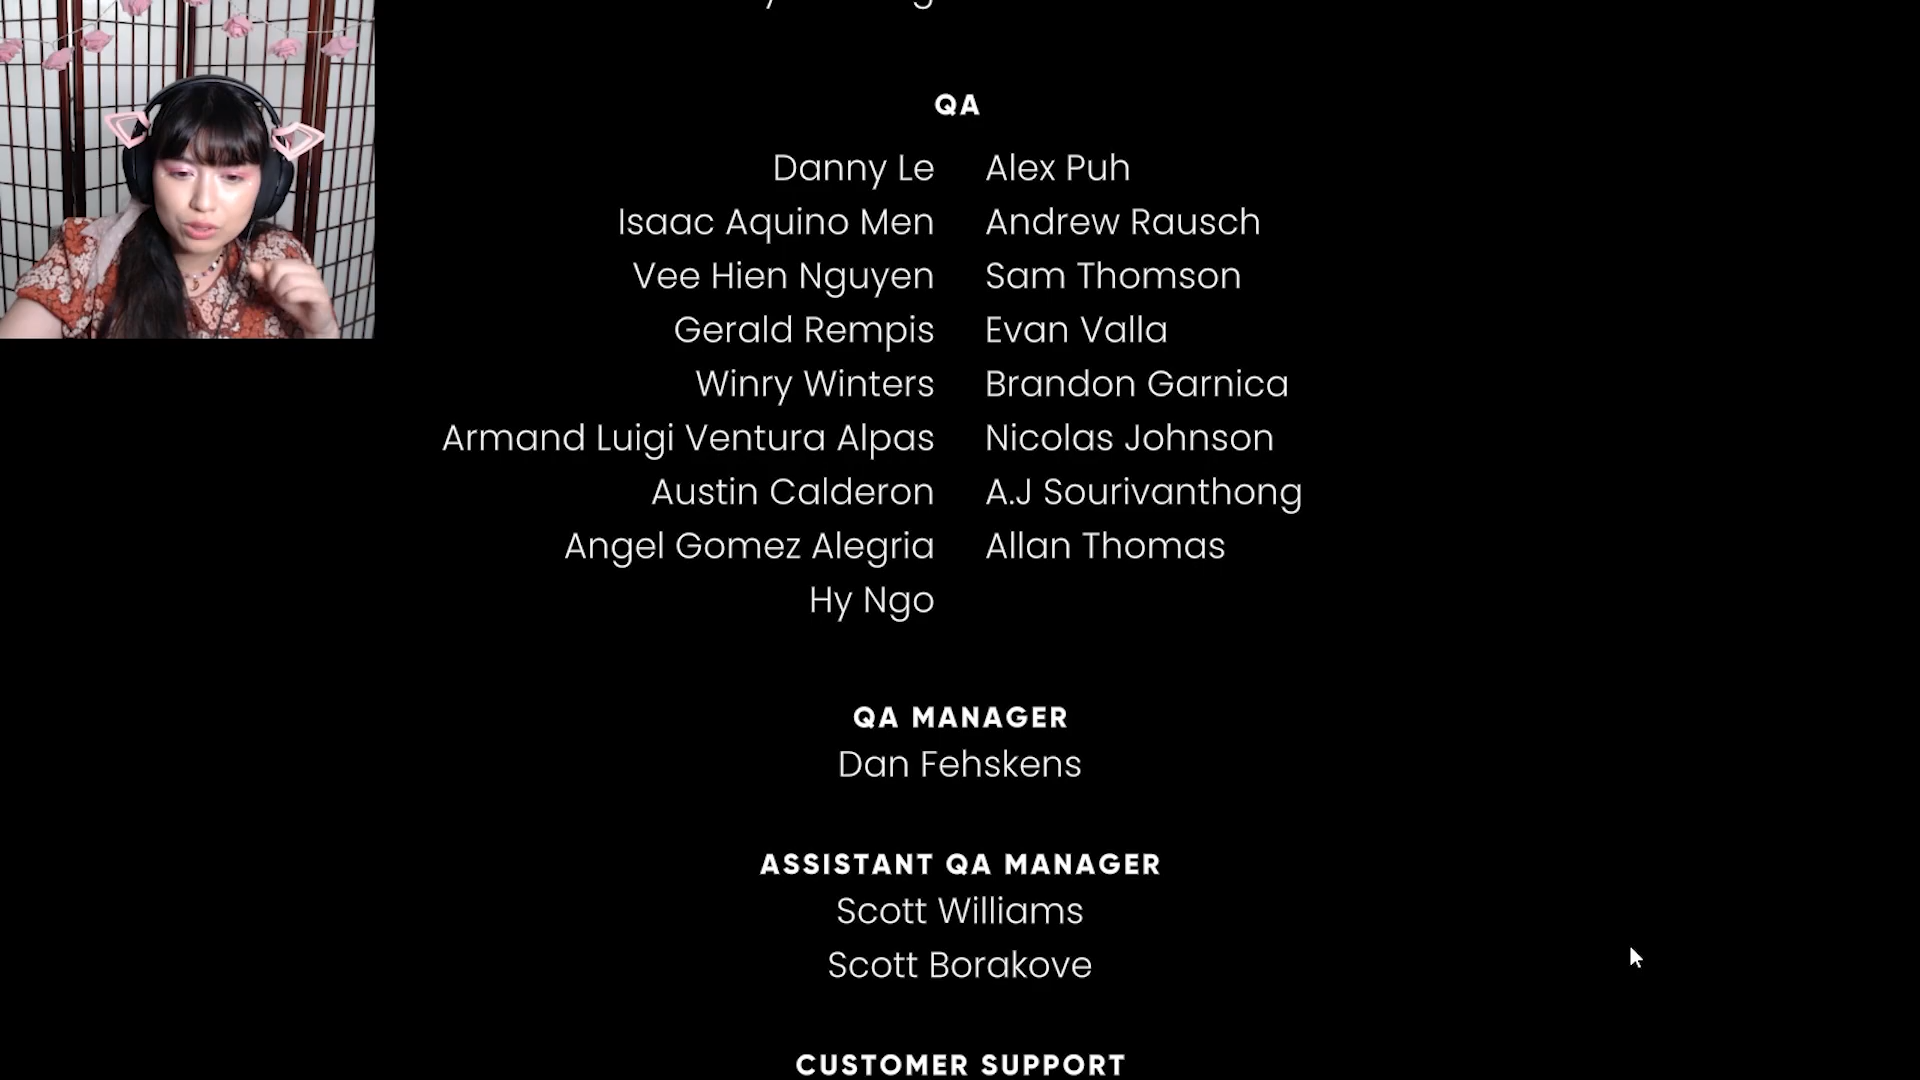 QA
Danny Le Alex Puh
Isaac Aquino Men Andrew Rausch
Vee Hien Nguyen Sam Thomson
Gerald Rempis Evan Valla
Winry Winters Brandon Garnica
Armand Luigi Ventura Alpas Nicolas Johnson
Austin Calderon A.J Sourivanthong
Angel Gomez Alegria Allan Thomas
Hy Ngo
QA MANAGER
Dan Fehskens
ASSISTANT QA MANAGER
Scott Williams
Scott Borakove
CUSTOMER SUPPORT